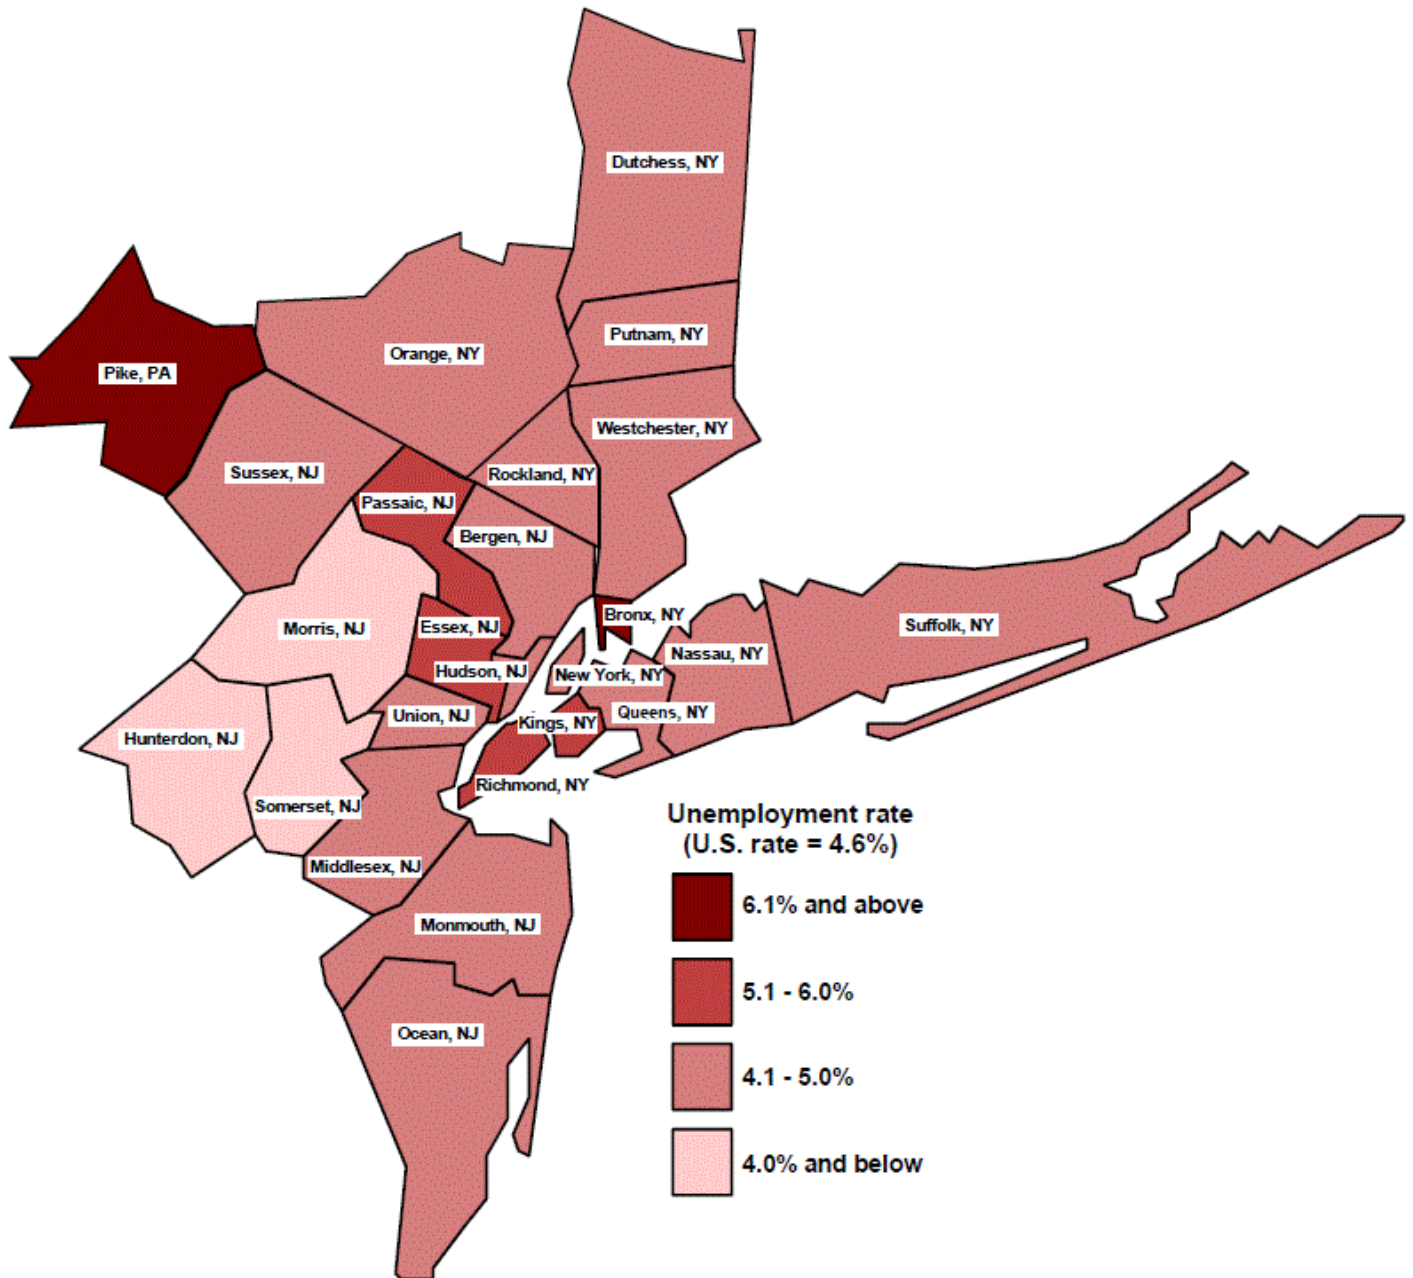 Dutchess, NY
Putnam, NY
Orange, NY
Pike, PA
Westchester, NY
Sussex, NJ
Rockland, NY
Passaic, NJ
Bergen, NJ
Bronx, NY
Essex, NJ
Morris, NJ
Suffolk, NY
Nassau, NY
Hudson, NJ
New York, NY
Union, NJ
Queens, NY
Kings, NY
Hunterdon, NJ
Richmond, NY
Somerset, NJ
Middlesex, NJ
Monmouth, NJ
Ocean, NJ
Unemployment rate
(U.S. rate = 4.6%)
6.1% and above
5.1 - 6.0%
4.1 - 5.0%
4.0% and below